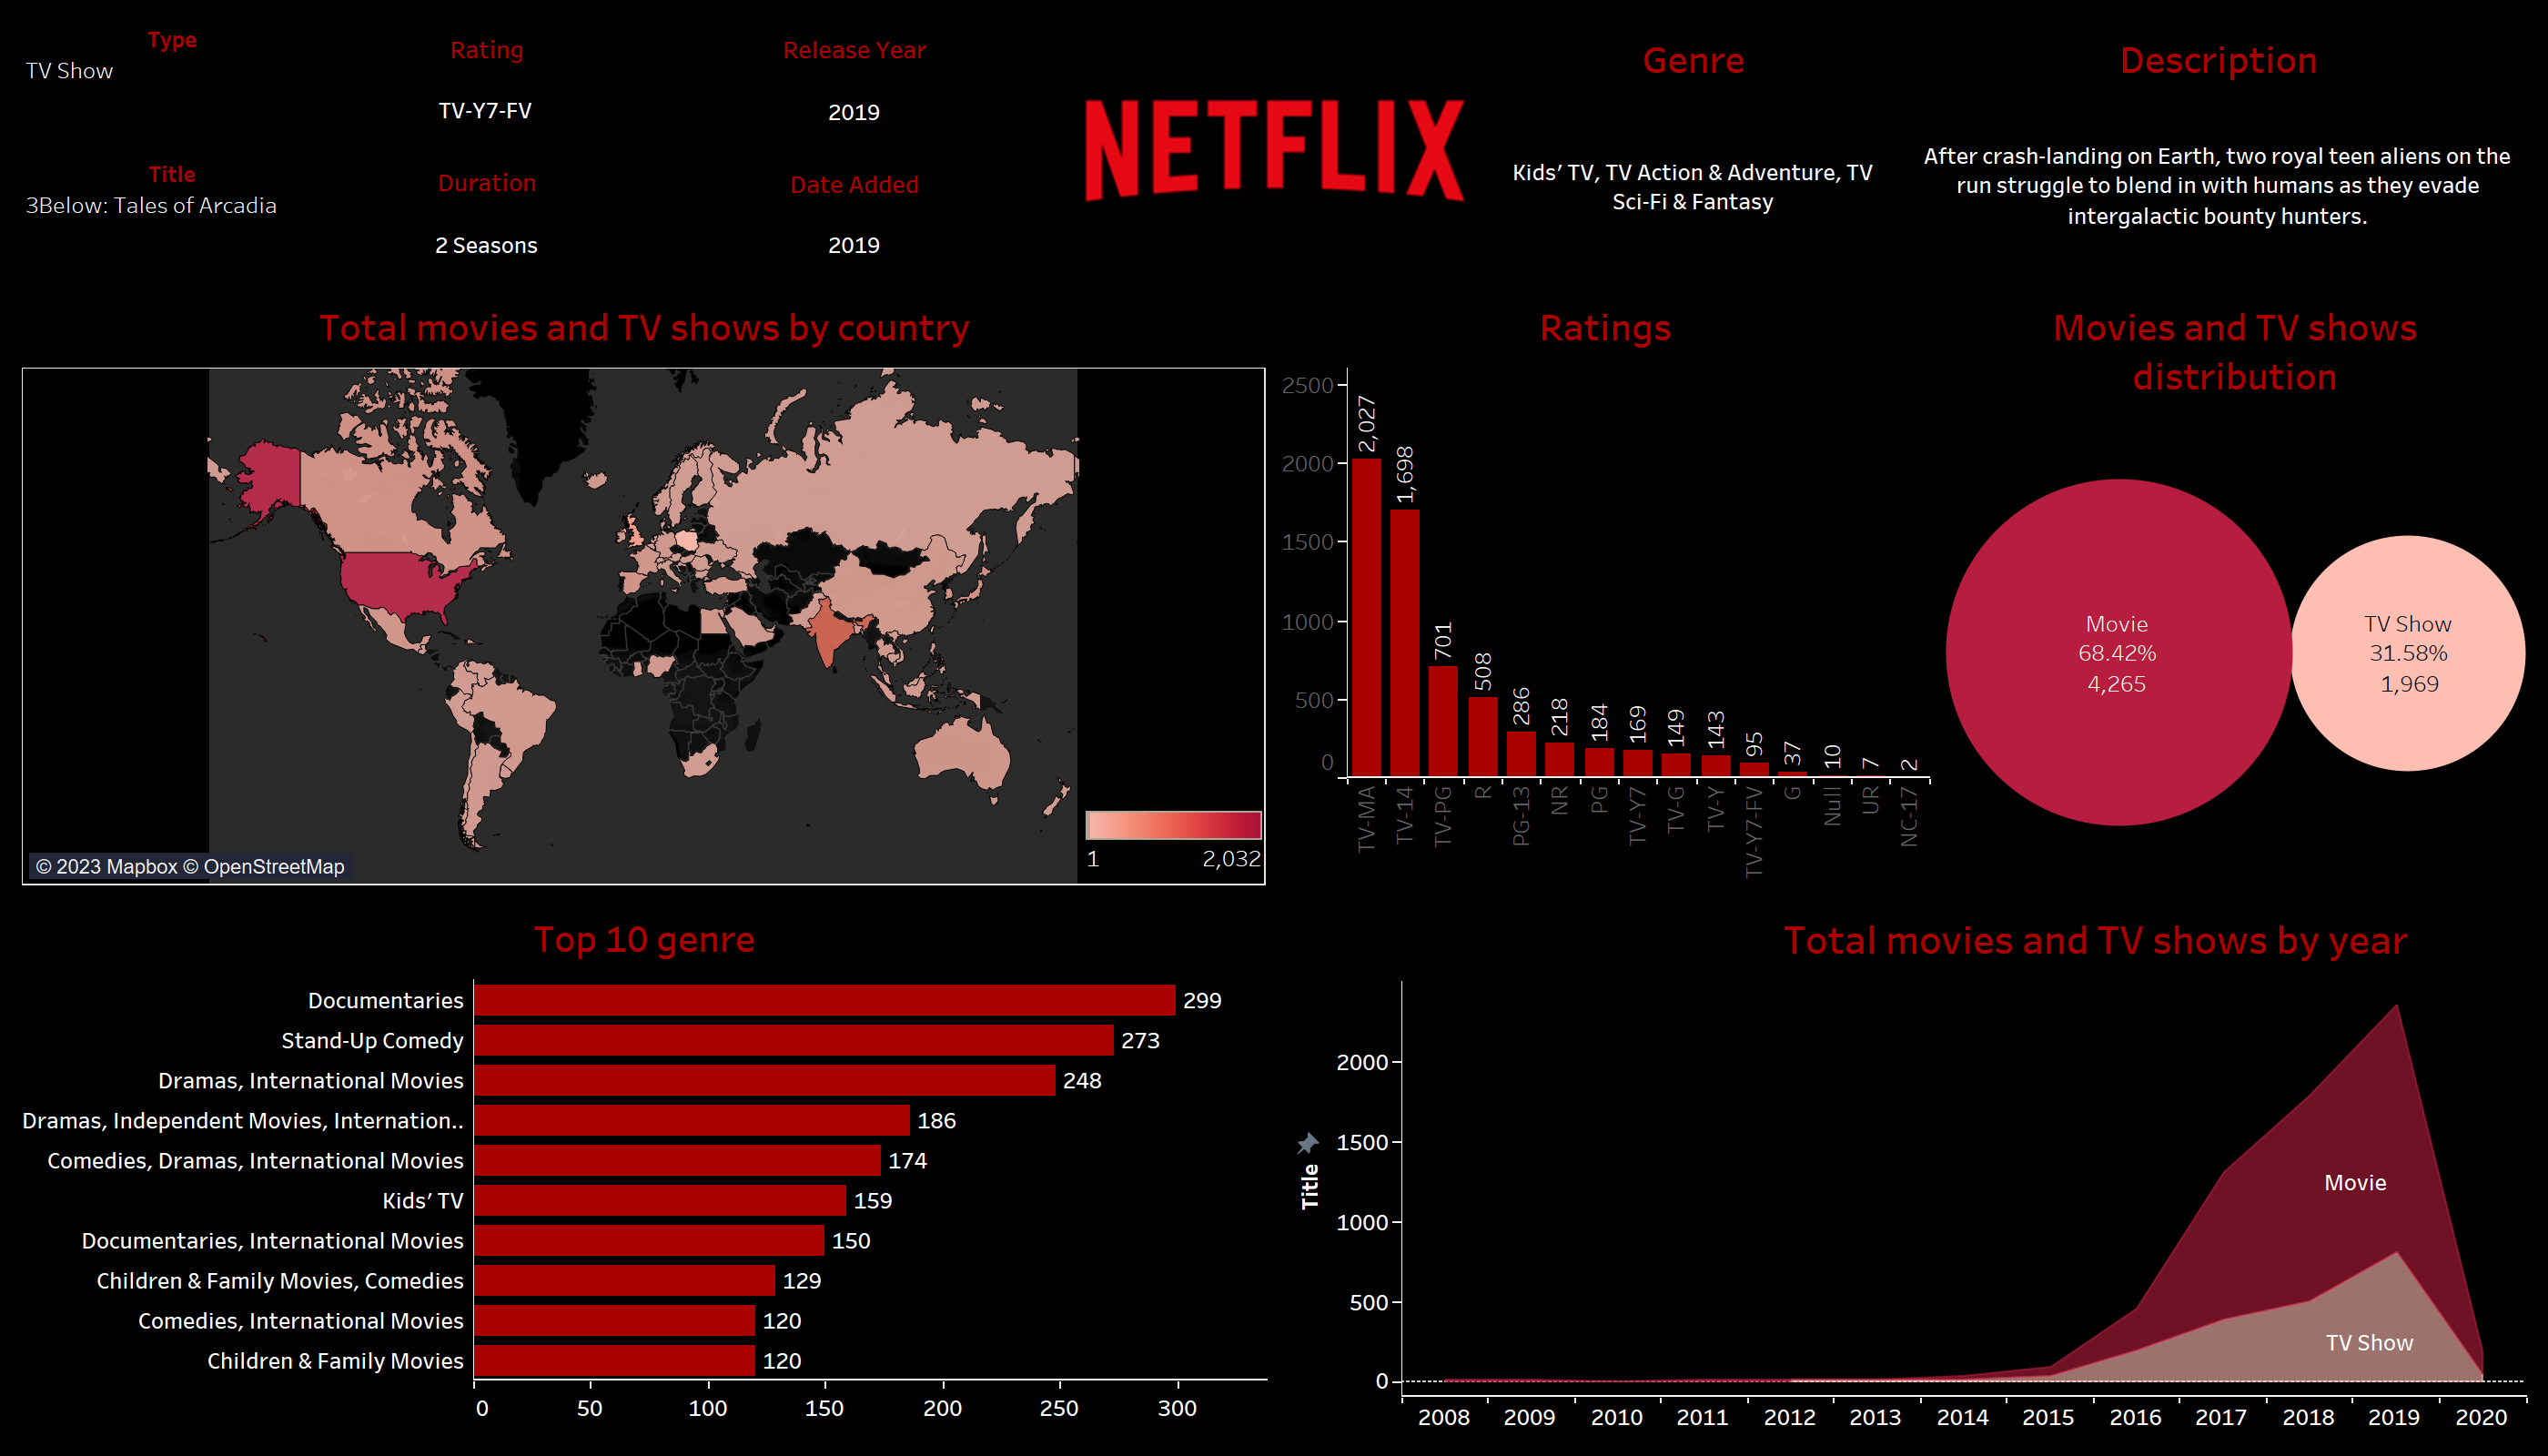 Type
TV Show
Rating
TV-Y7-FV
Release Year
2019
Title
3Below: Tales of Arcadia
Duration
2 Seasons
Date Added
2019
NETFLIX
Genre
Kids’ TV, TV Action & Adventure, TV
Sci-Fi & Fantasy
Description
After crash-landing on Earth, two royal teen aliens on the
run struggle to blend in with humans as they evade
intergalactic bounty hunters.
Total movies and TV shows by country
© 2023 Mapbox © OpenStreetMap
1
2,032
Ratings
2500
2000
1500
1000
500
0
2,027
1,698
701
508
286
218
184
169
149
143
95
37
10
7
2
TV-MA
TV-14
TV-PG
R
PG-13
NR
PG
TV-Y7
TV-G
TV-Y
TV-Y7-FV
G
Null
UR
NC-17
Movies and TV shows
distribution
Movie
68.42%
4,265
TV Show
31.58%
1,969
Top 10 genre
Documentaries 299
Stand-Up Comedy 273
Dramas, International Movies 248
Dramas, Independent Movies, Internation.. 186
Comedies, Dramas, International Movies 174
Kids’ TV 159
Documentaries, International Movies 150
Children & Family Movies, Comedies 129
Comedies, International Movies 120
Children & Family Movies 120
0 50 100 150 200 250 300
Total movies and TV shows by year
Title
2000
1500
1000
500
0
Movie
TV Show
2008 2009 2010 2011 2012 2013 2014 2015 2016 2017 2018 2019 2020